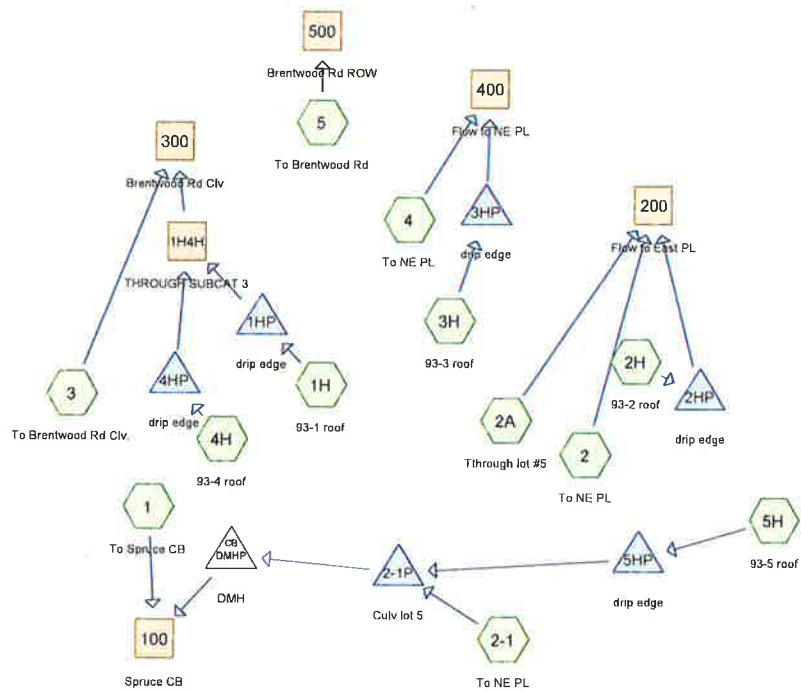 500
Brentwood Rd ROW
5
To Brentwood Rd
400
Flow to NE PL
300
Brentwood Rd Clv
4
To NE PL
3HP
drip edge
200
Flow to East PL
1H4H
THROUGH SUBCAT 3
1HP
drip edge
3H
93-3 roof
3
To Brentwood Rd Clv.
4HP
drip edge
1H
93-1 roof
4H
93-4 roof
2H
93-2 roof
2HP
drip edge
2A
Tthrough lot #5
2
To NE PL
1
To Spruce CB
CB
DMHP
DMH
2-1P
Culv lot 5
5HP
drip edge
5H
93-5 roof
100
Spruce CB
2-1
To NE PL